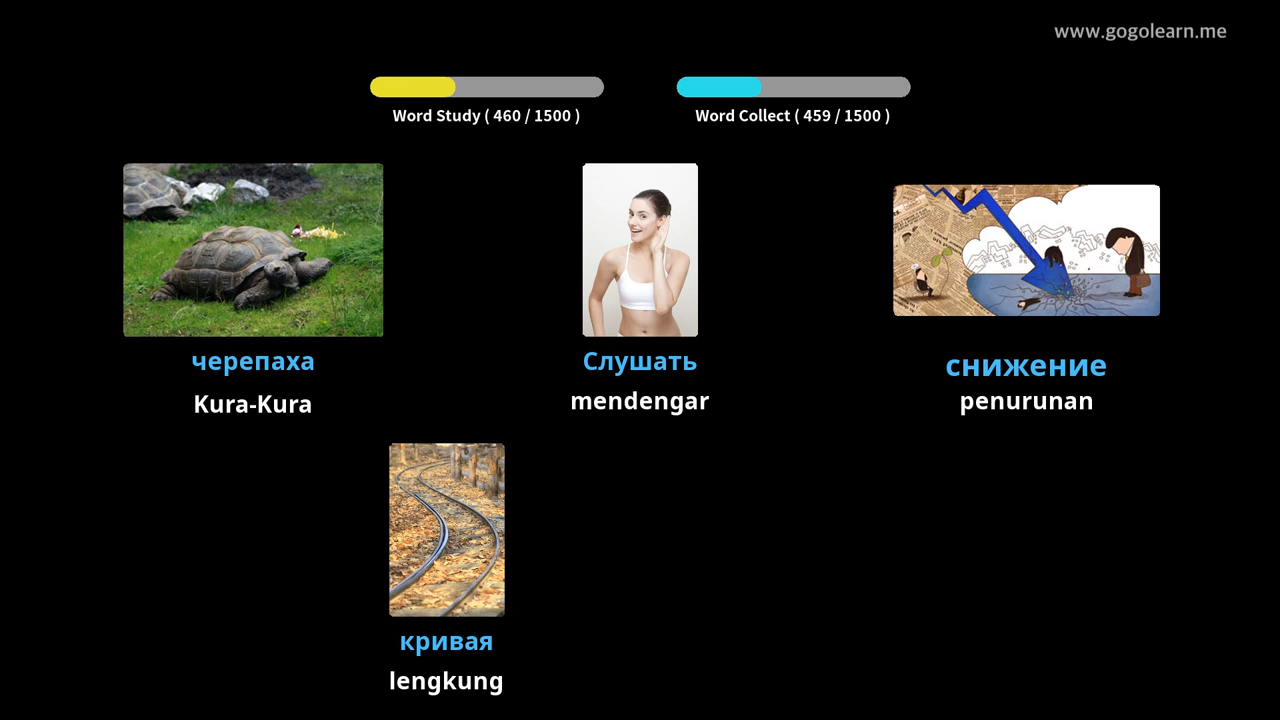 www.gogolearn.me
Word Study ( 460 / 1500 )
Word Collect ( 459 / 1500 )
черепаха
Kura-Kura
Слушать
mendengar
снижение
penurunan
кривая
lengkung